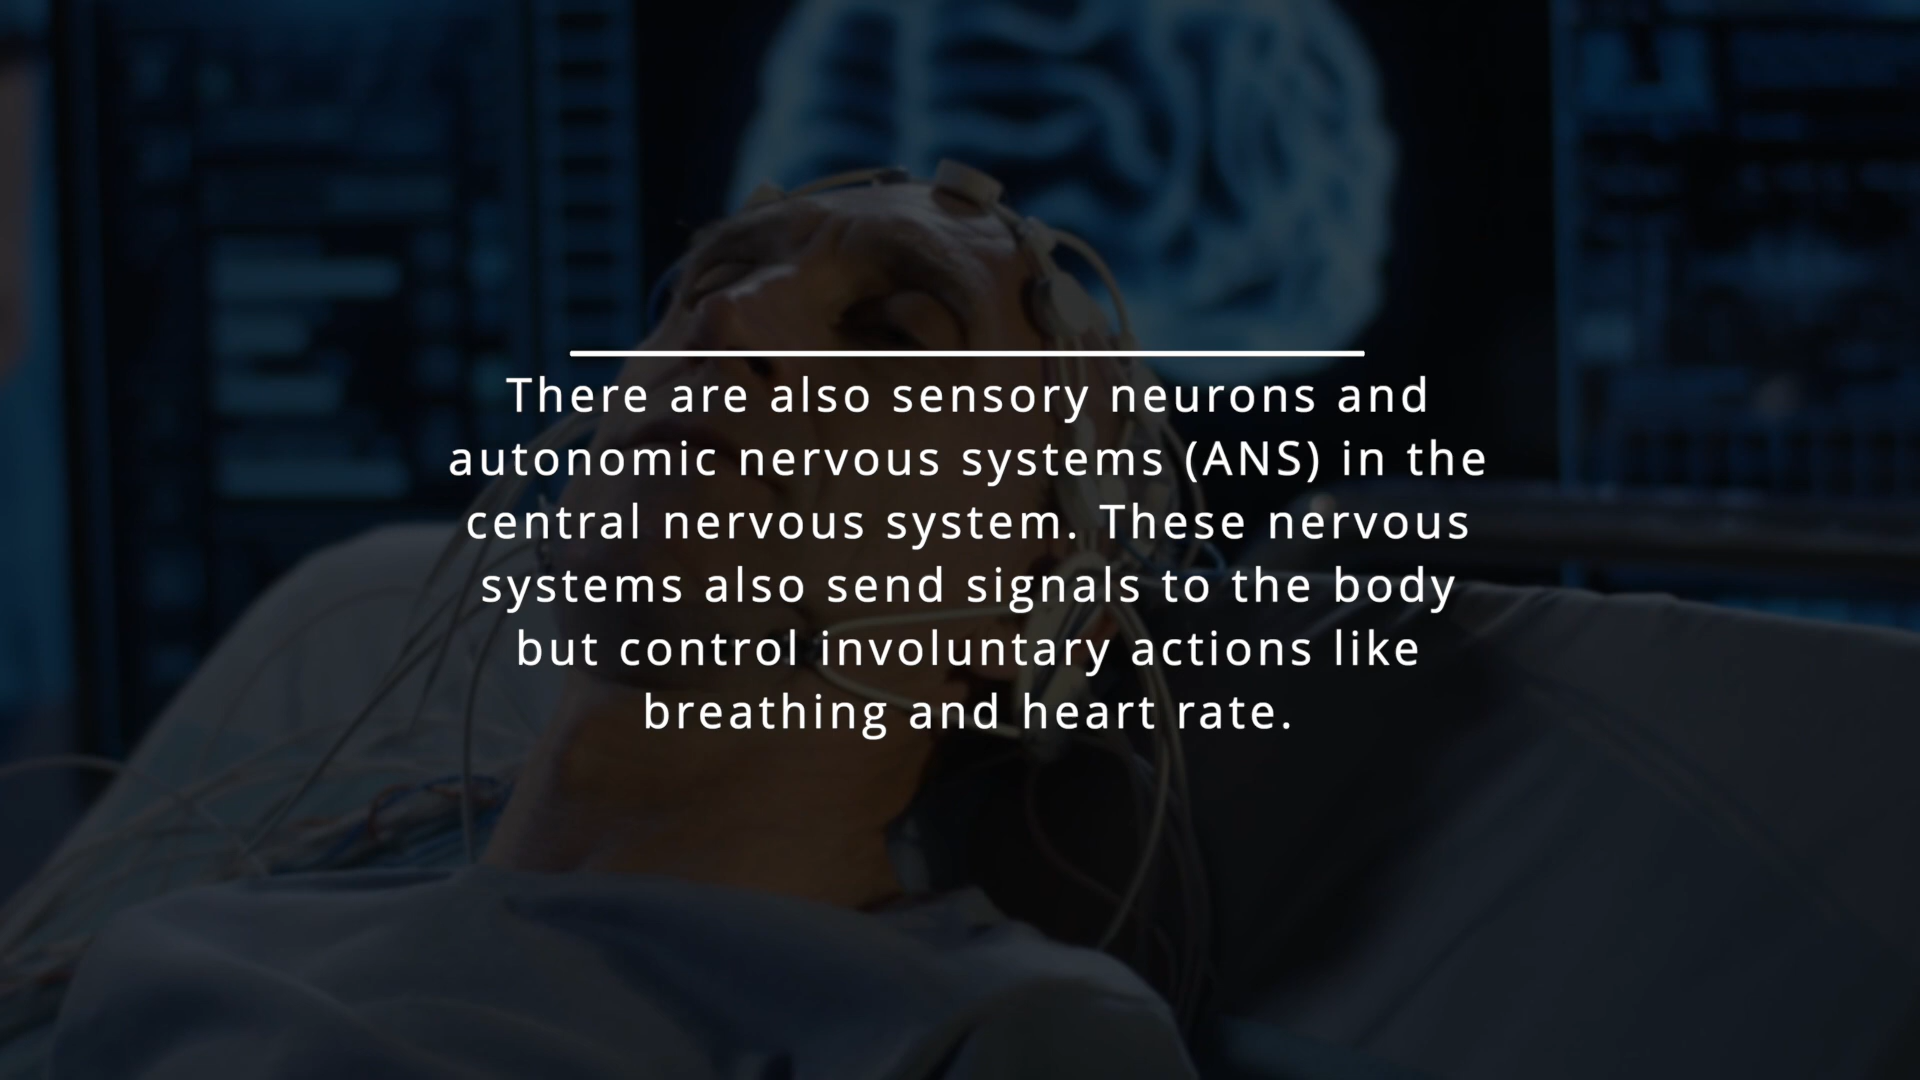 There are also sensory neurons and
autonomic nervous systems (ANS) in the
central nervous system. These nervous
systems also send signals to the body
but control involuntary actions like
breathing and heart rate.